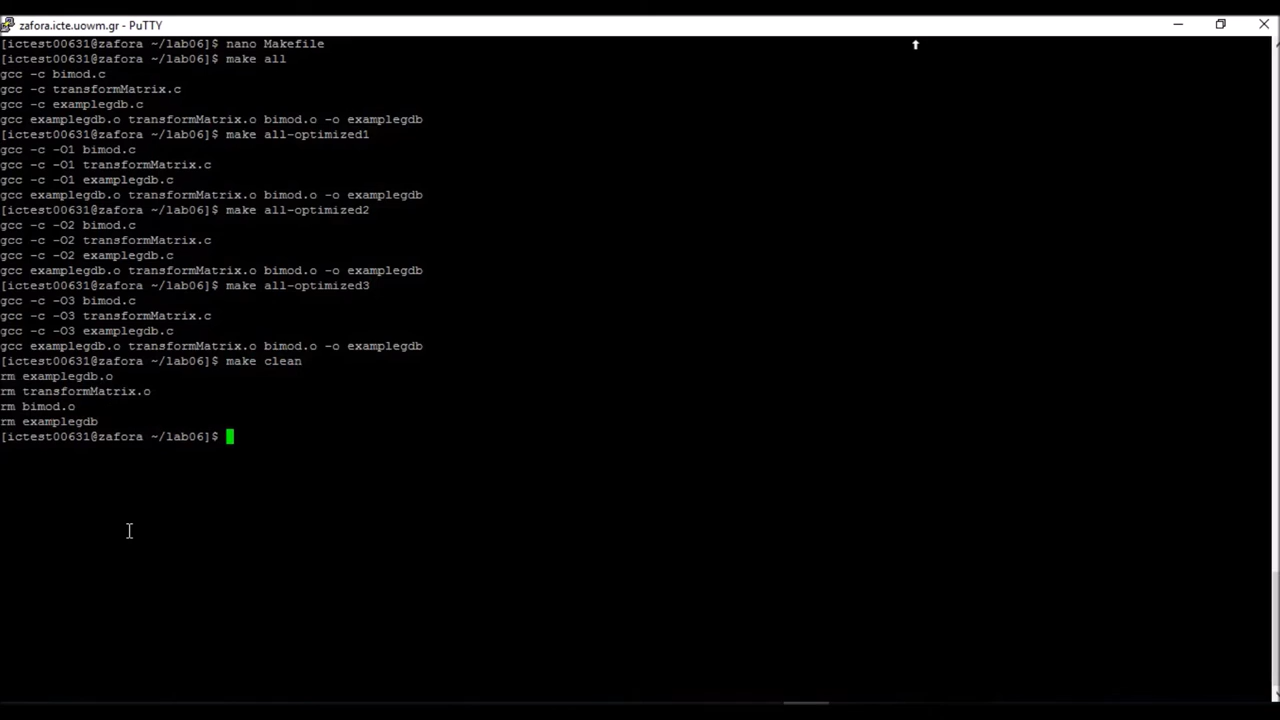 zafora.icte.uowm.gr - PuTTY
[ictest00631@zafora ~/lab06]$ nano Makefile
[ictest00631@zafora ~/lab06]$ make all
gcc -c bimod.c
gcc -c transformMatrix.c
gcc -c examplegdb.c
gcc examplegdb.o transformMatrix.o bimod.o -o examplegdb
[ictest00631@zafora ~/lab06]$ make all-optimized1
gcc -c -O1 bimod.c
gcc -c -O1 transformMatrix.c
gcc -c -O1 examplegdb.c
gcc examplegdb.o transformMatrix.o bimod.o -o examplegdb
[ictest00631@zafora ~/lab06]$ make all-optimized2
gcc -c -O2 bimod.c
gcc -c -O2 transformMatrix.c
gcc -c -O2 examplegdb.c
gcc examplegdb.o transformMatrix.o bimod.o -o examplegdb
[ictest00631@zafora ~/lab06]$ make all-optimized3
gcc -c -O3 bimod.c
gcc -c -O3 transformMatrix.c
gcc -c -O3 examplegdb.c
gcc examplegdb.o transformMatrix.o bimod.o -o examplegdb
[ictest00631@zafora ~/lab06]$ make clean
rm examplegdb.o
rm transformMatrix.o
rm bimod.o
rm examplegdb
[ictest00631@zafora ~/lab06]$